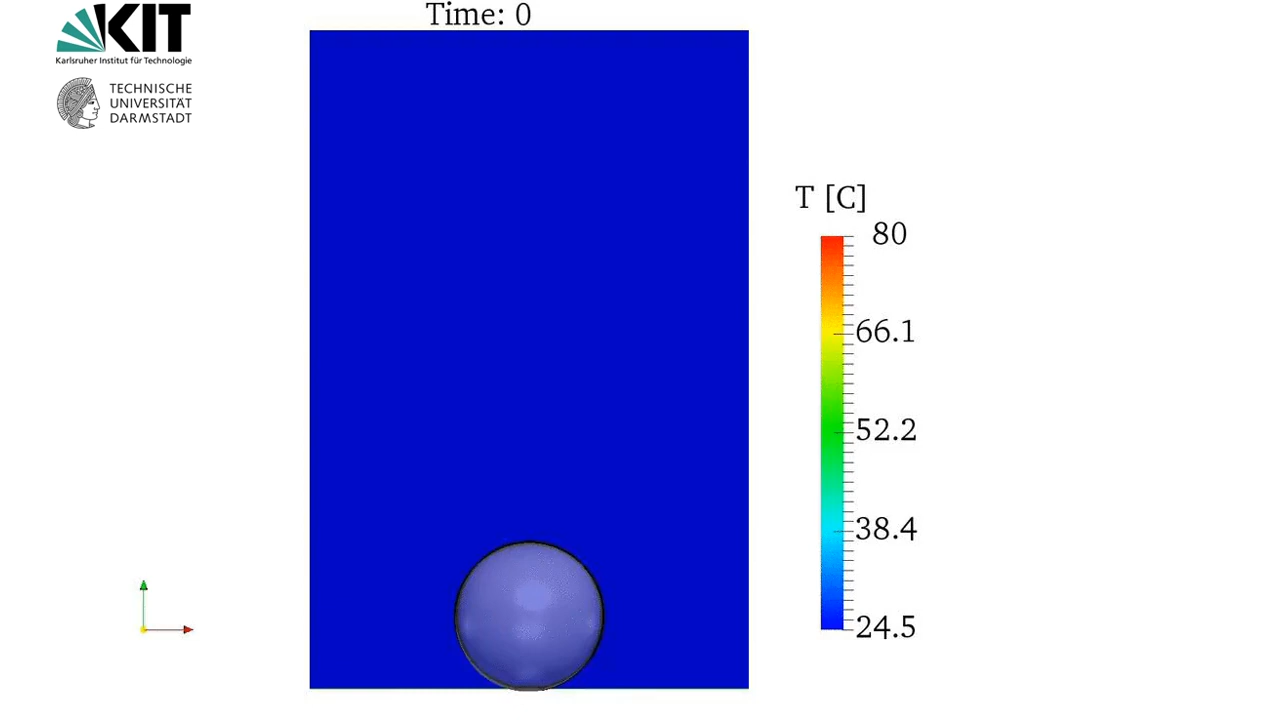 KIT
Karlsruher Institut für Technologie
TECHNISCHE
UNIVERSITÄT
DARMSTADT
Time: 0
T [C]
80
66.1
52.2
38.4
24.5